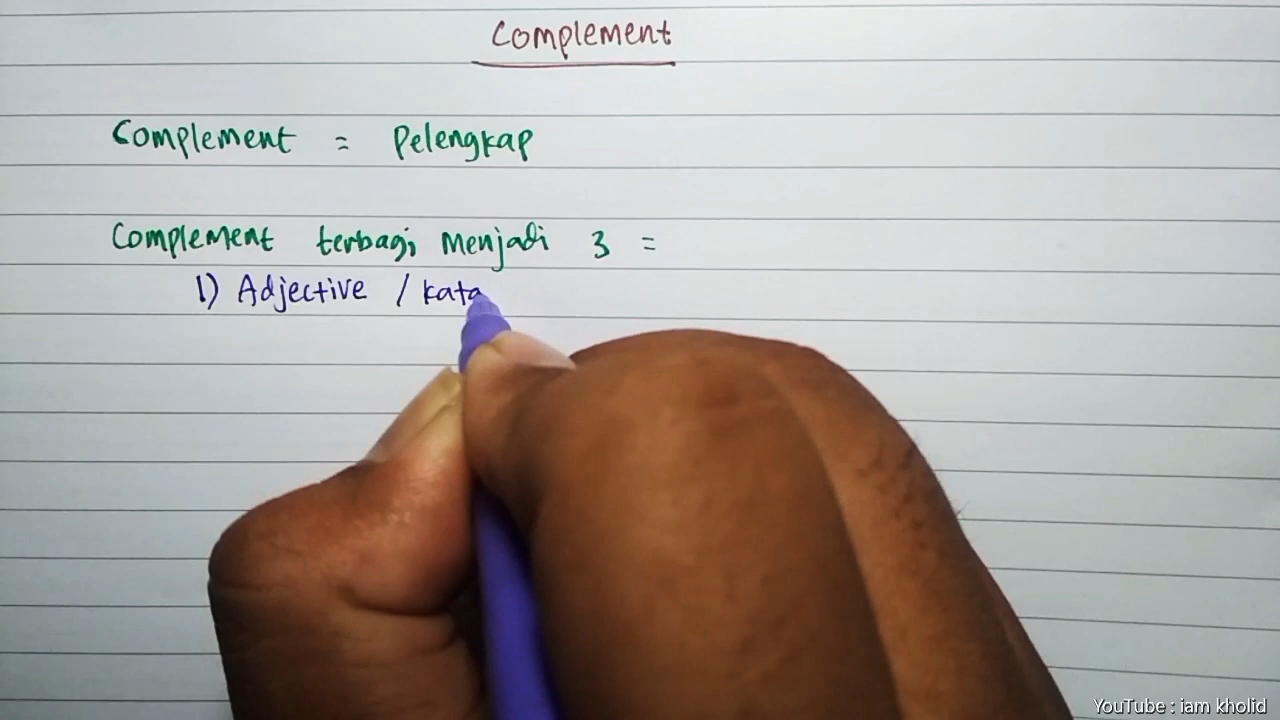 Complement
Complement = Pelengkap
Complement terbagi menjadi 3 =
1) Adjective / kata
YouTube : iam kholid